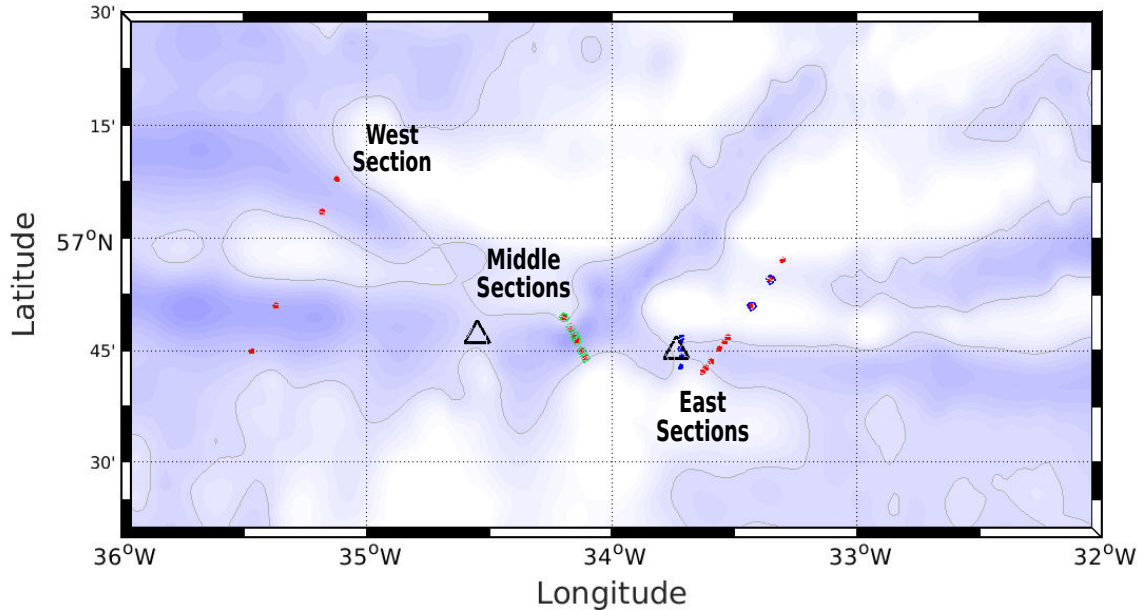 30'
15'
57°N
45'
30'
36°W
35°W
34°W
33°W
32°W
Latitude
Longitude
West
Section
Middle
Sections
East
Sections